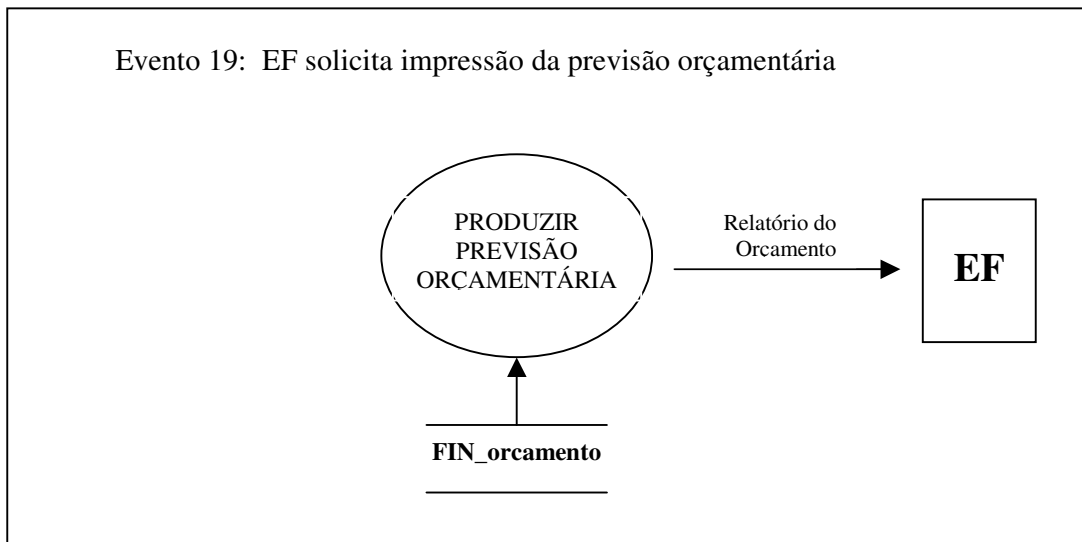 Evento 19: EF solicita impressão da previsão orçamentária
PRODUZIR
PREVISÃO
ORÇAMENTÁRIA
Relatório do
Orcamento
EF
FIN_orcamento